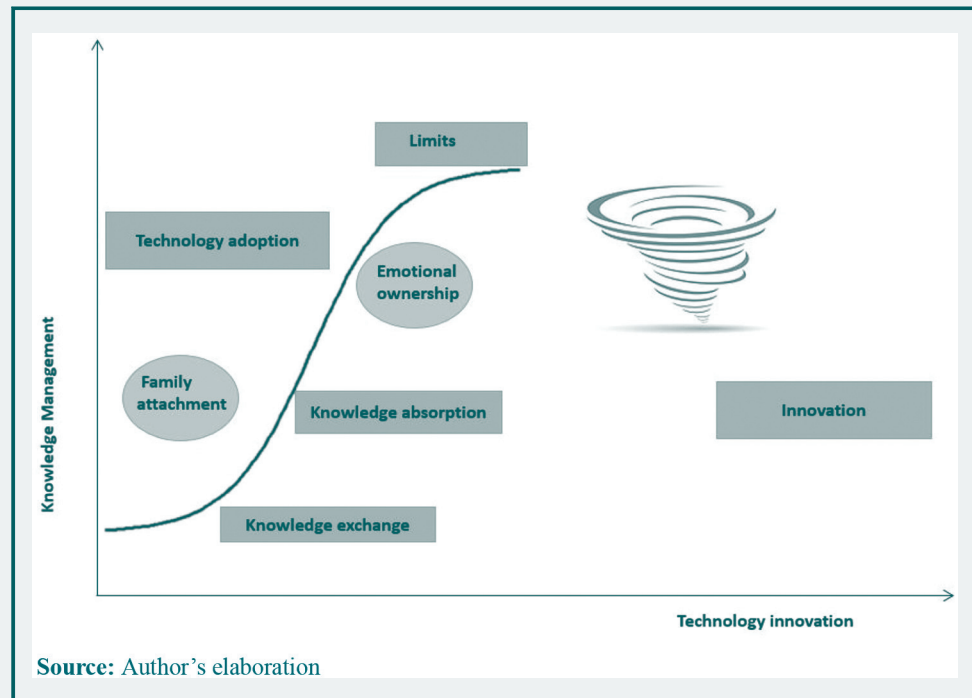 Limits
Technology adoption
Emotional
ownership
Family
attachment
Knowledge absorption
Innovation
Knowledge exchange
Knowledge Management
Technology innovation
Source: Author's elaboration